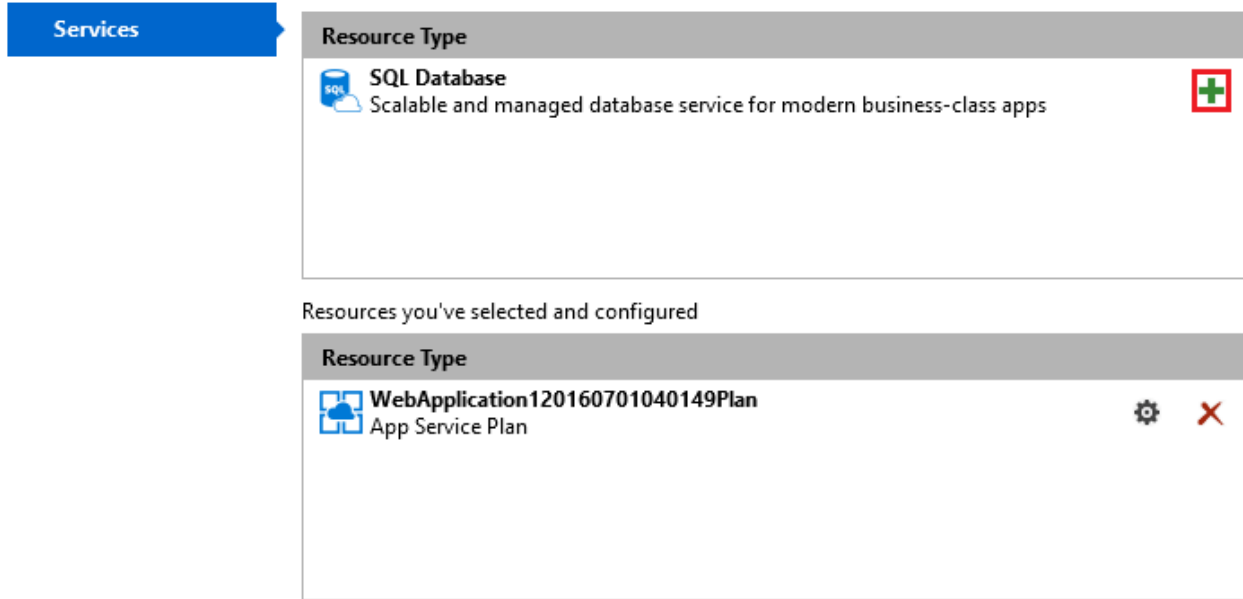 Services
Resource Type
SQL
SQL Database
Scalable and managed database service for modern business-class apps
Resources you've selected and configured
Resource Type
WebApplication120160701040149Plan
App Service Plan